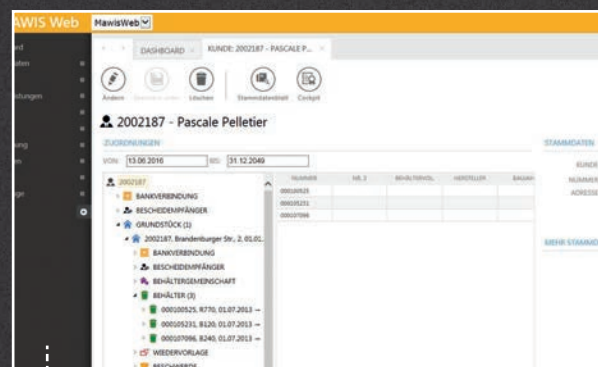 AWIS Web MawisWeb
DASHBOARD × KUNDE: 2002187 - PASCALE P... ×
Ändern Löschen Stammdatenblatt Cockpit
2002187 - Pascale Pelletier
ZUORDNUNGEN
VON: 13.06.2016 BIS: 31.12.2049
2002187
BANKVERBINDUNG
BESCHEIDEMPFÄNGER
GRUNDSTÜCK (1)
2002187, Brandenburger Str., 2, 01.01.
BANKVERBINDUNG
BESCHEIDEMPFÄNGER
BEHÄLTERGEMEINSCHAFT
BEHÄLTER (3)
000100525, R770, 01.07.2013 —
000105231, B120, 01.07.2013 —
000107096, B240, 01.07.2013 —
WIEDERVORLAGE
BESCHWERDE
NUMMER NR. 2 BEHÄLTERVOL. HERSTELLER
000100525
000105231
000107096
STAMMDATEN
KUNDE
NUMMER
ADRESSE
MEHR STAMMD